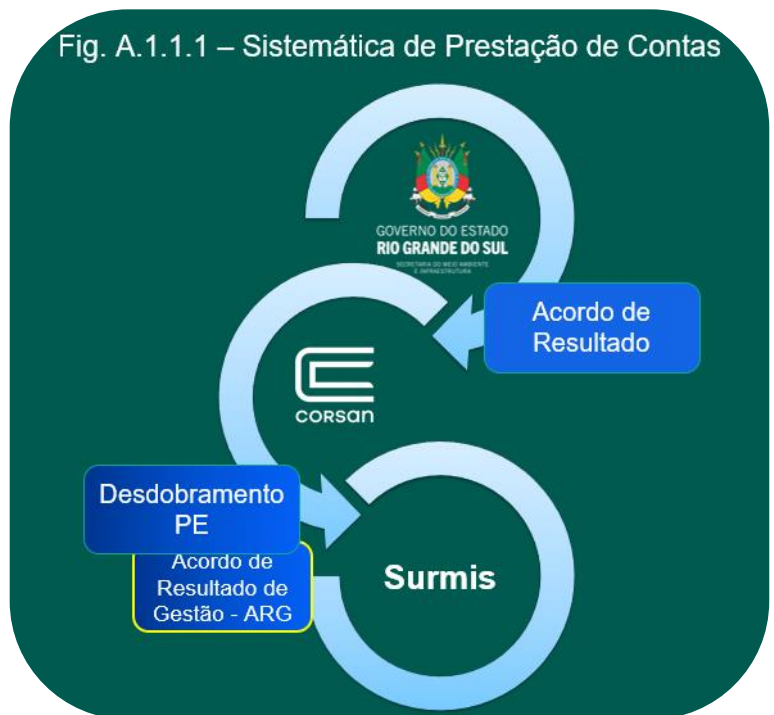 Fig. A.1.1.1 – Sistemática de Prestação de Contas
GOVERNO DO ESTADO
RIO GRANDE DO SUL
SECRETARIA DO MEIO AMBIENTE
E INFRAESTRUTURA
Acordo de
Resultado
CORSAN
Desdobramento
PE
Acordo de
Resultado de
Gestão - ARG
Surmis